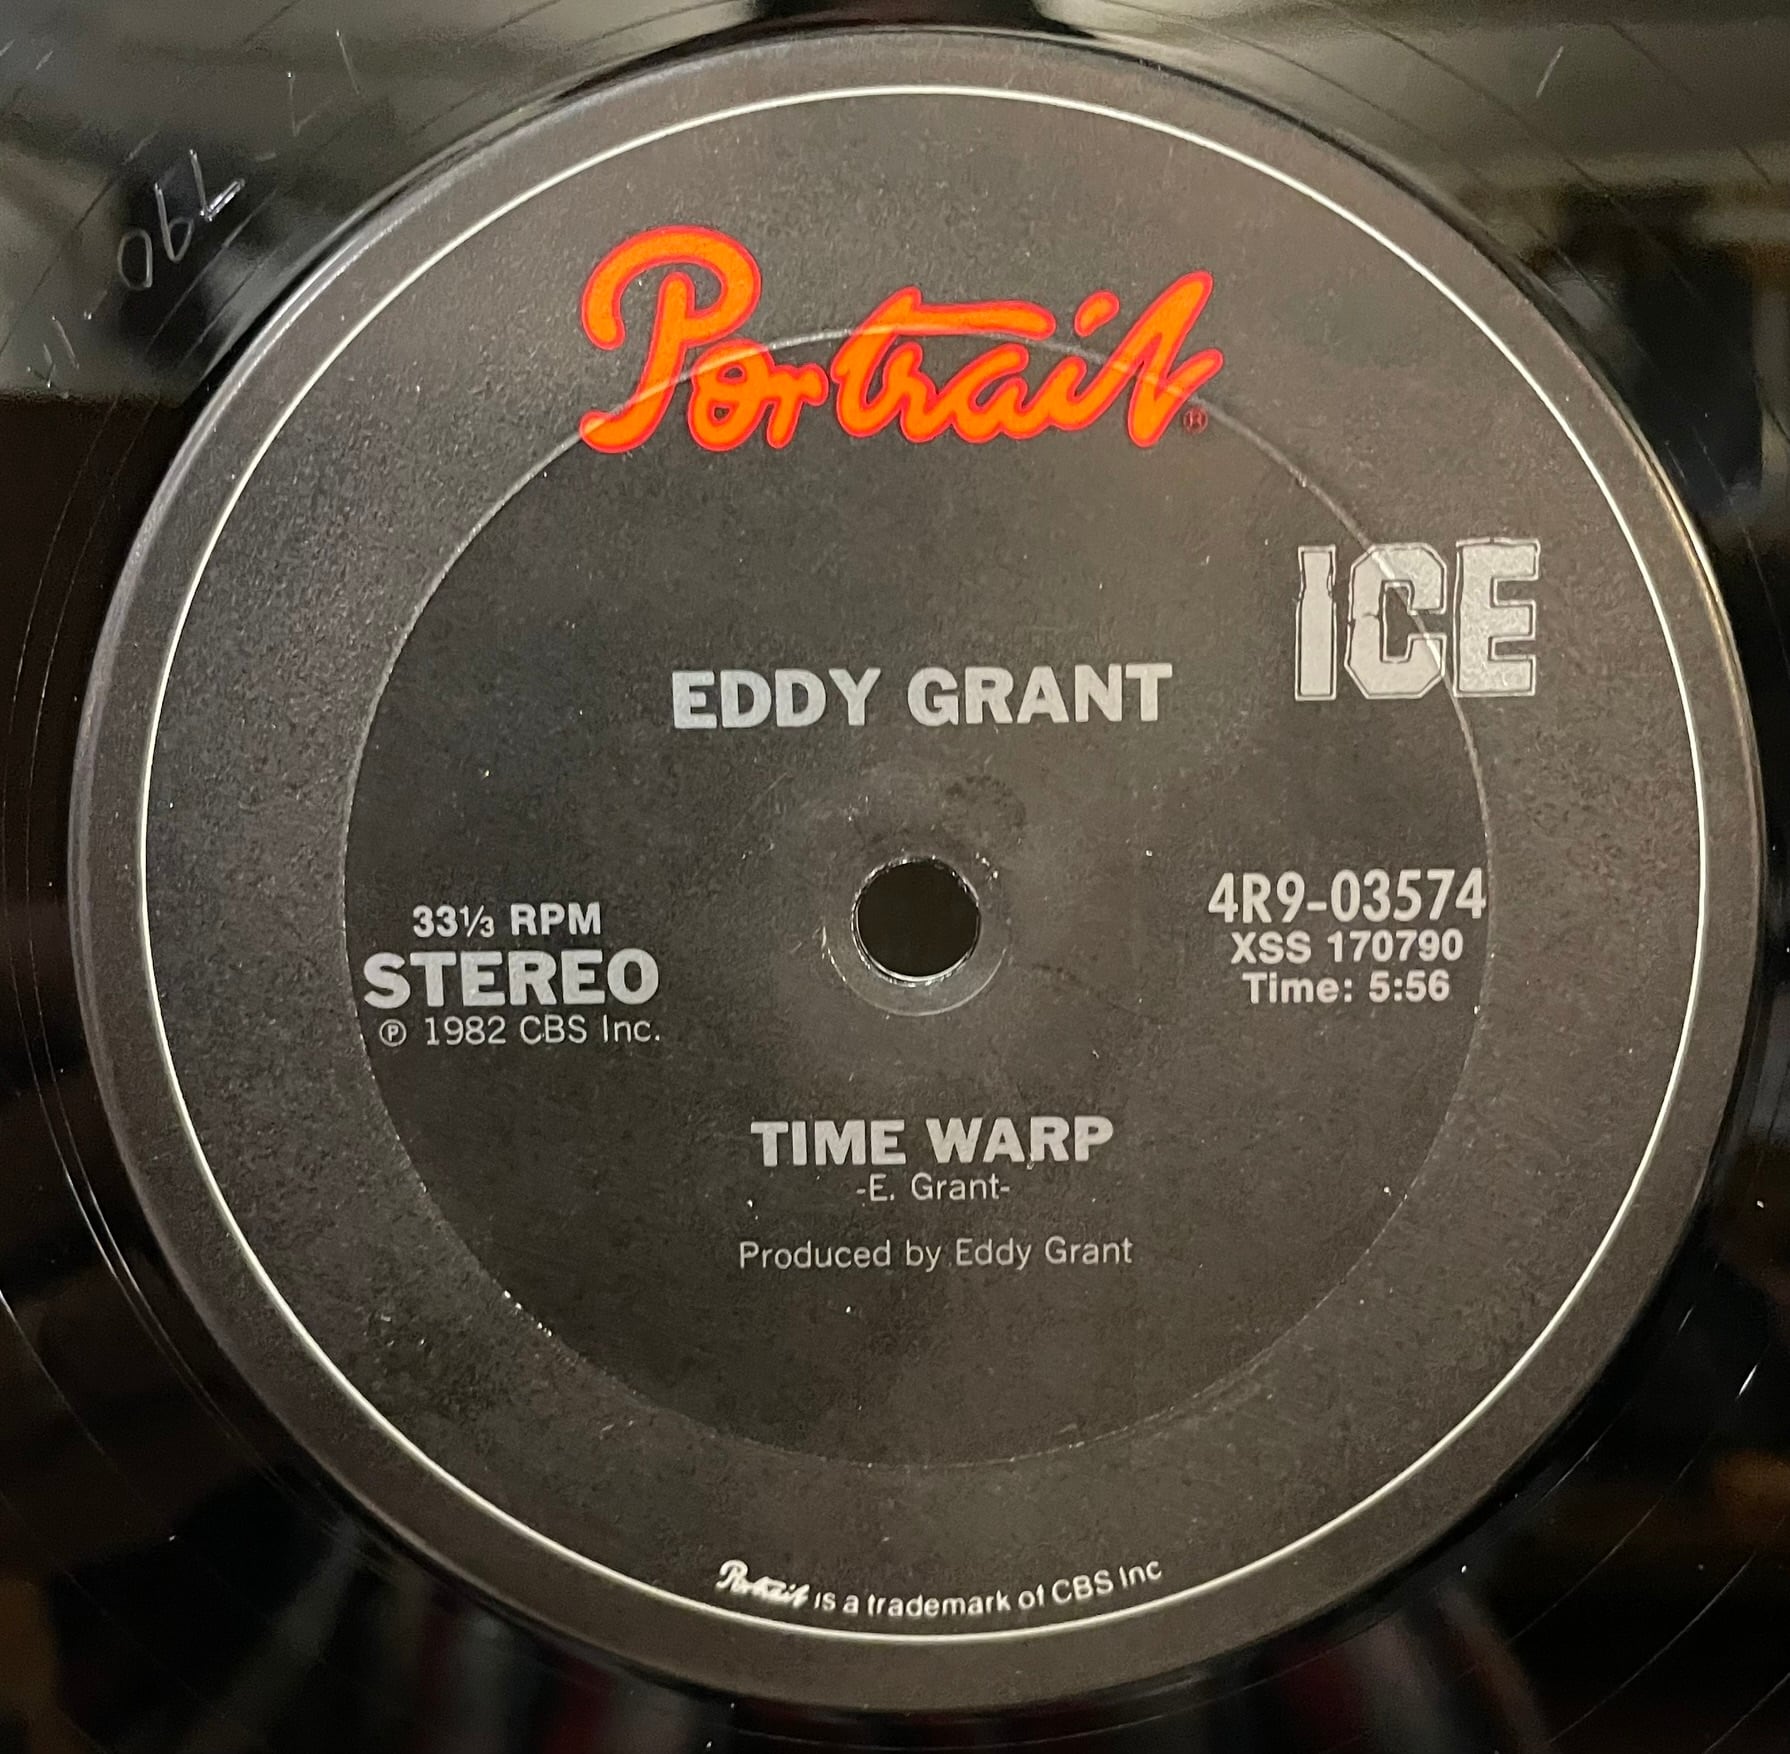 790
Portrait®
ICE
EDDY GRANT
33⅓ RPM
STEREO
℗ 1982 CBS Inc.
4R9-03574
XSS 170790
Time: 5:56
TIME WARP
-E. Grant-
Produced by Eddy Grant
Portrait is a trademark of CBS Inc